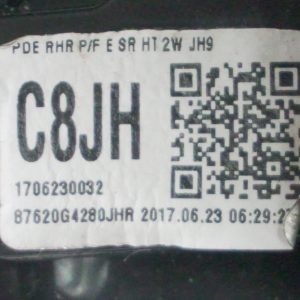 PDE RHR P/F E SR HT 2W JH9
C8JH
1706230032
87620G4280JHR 2017.06.23 06:29:2